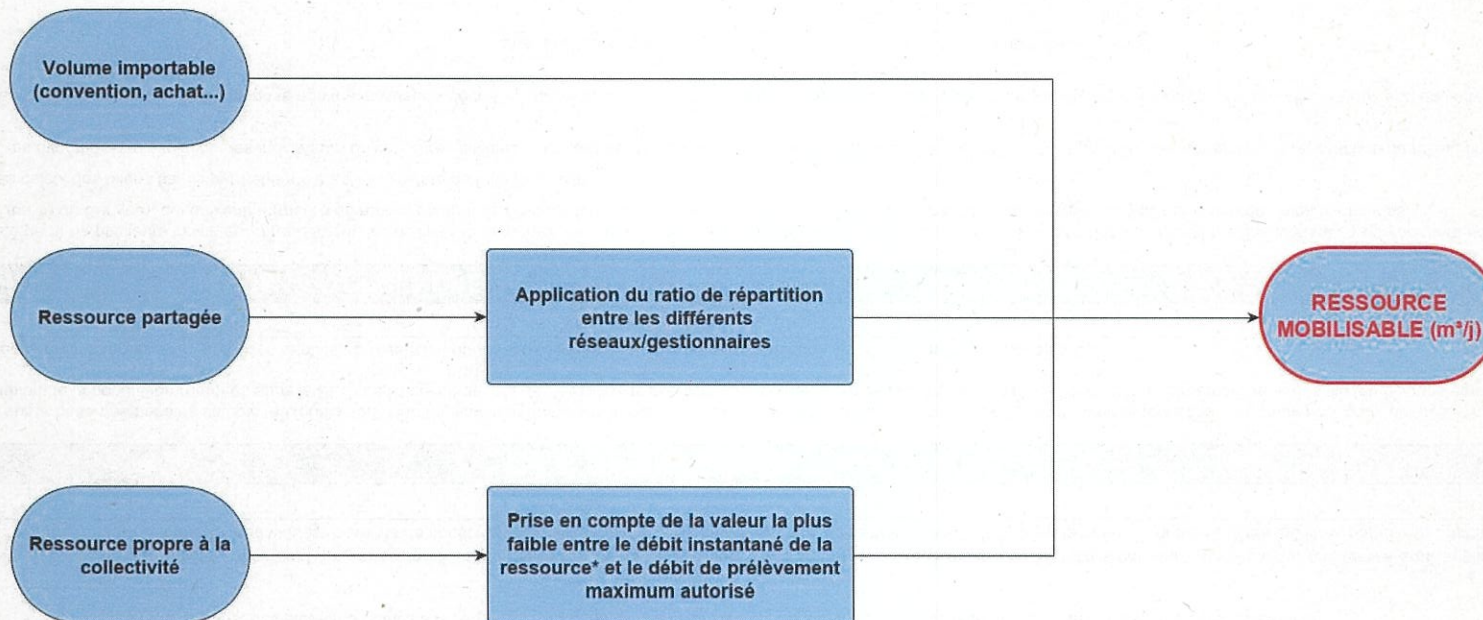 Volume importable
(convention, achat...)
Ressource partagée
Application du ratio de répartition
entre les différents
réseaux/gestionnaires
RESSOURCE
MOBILISABLE (m³/j)
Ressource propre à la
collectivité
Prise en compte de la valeur la plus
faible entre le débit instantané de la
ressource* et le débit de prélèvement
maximum autorisé